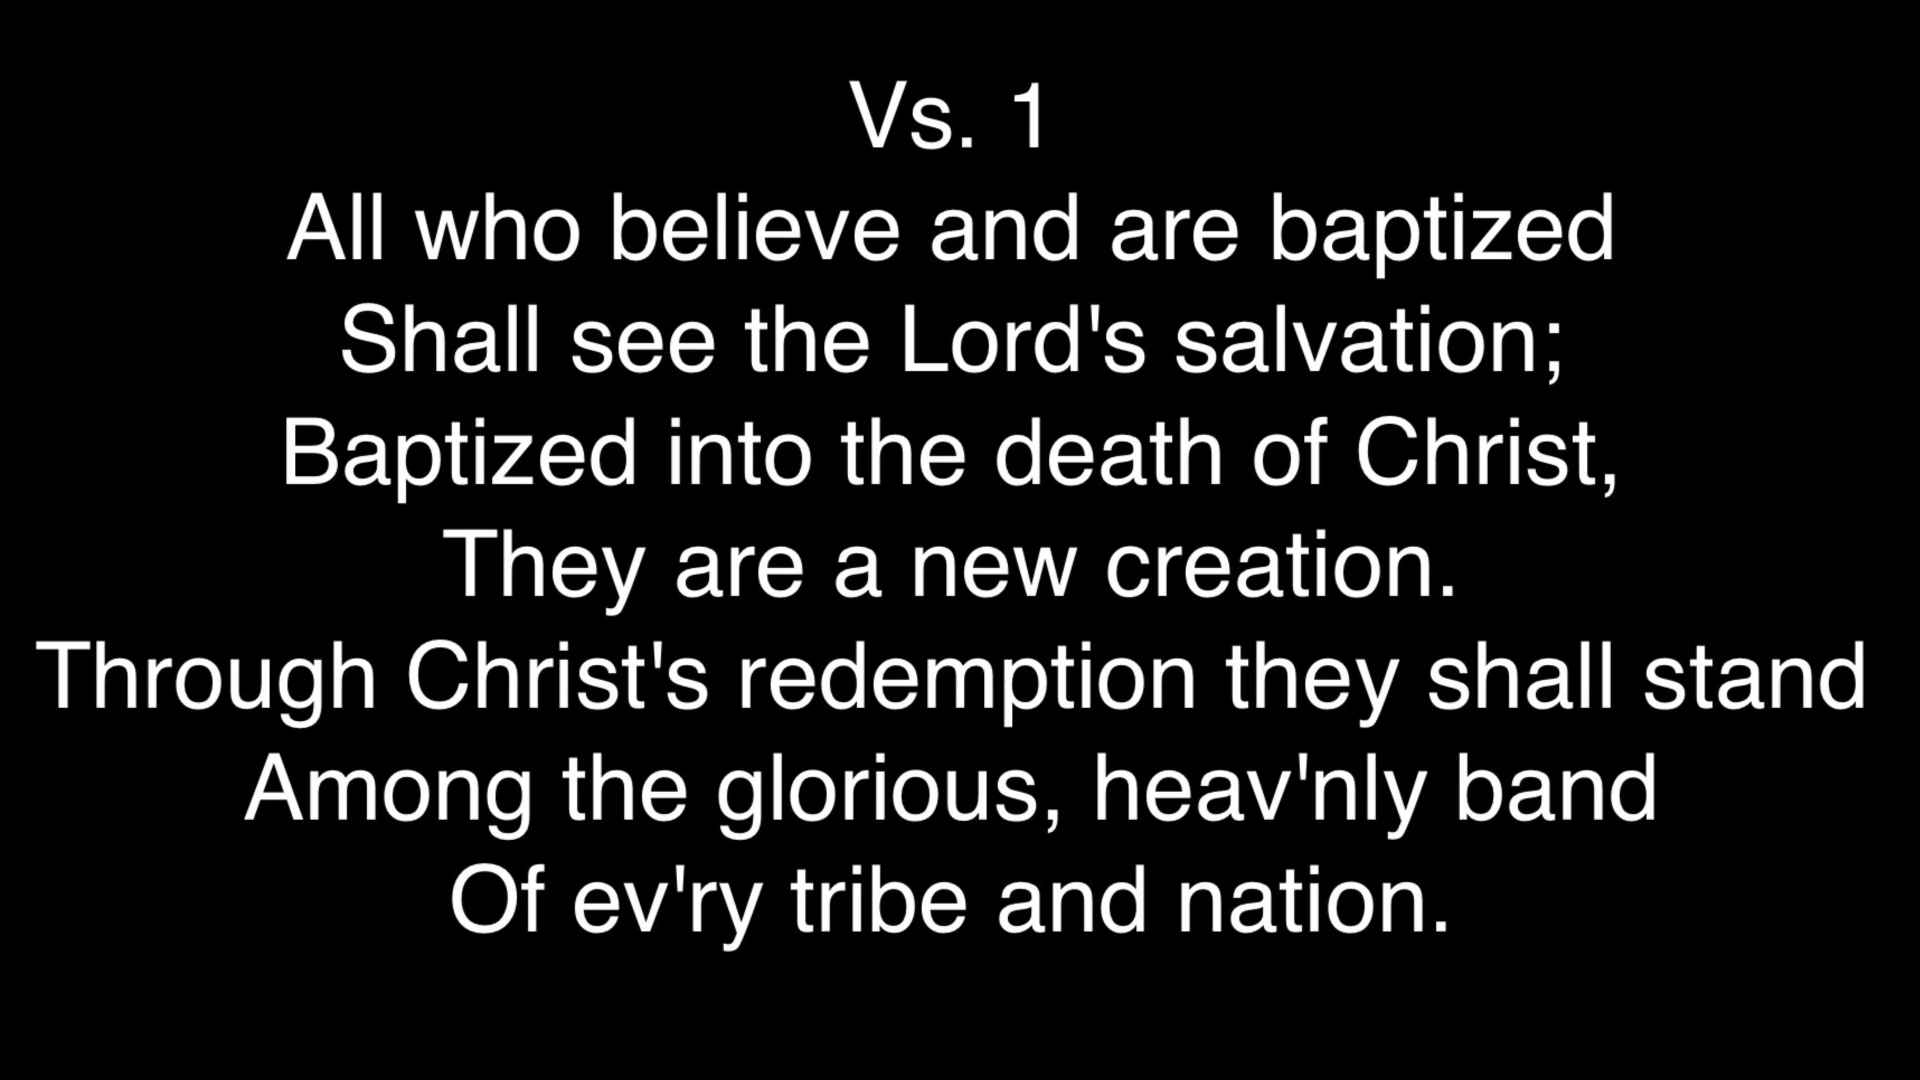 Vs. 1
All who believe and are baptized
Shall see the Lord's salvation;
Baptized into the death of Christ,
They are a new creation.
Through Christ's redemption they shall stand
Among the glorious, heav'nly band
Of ev'ry tribe and nation.